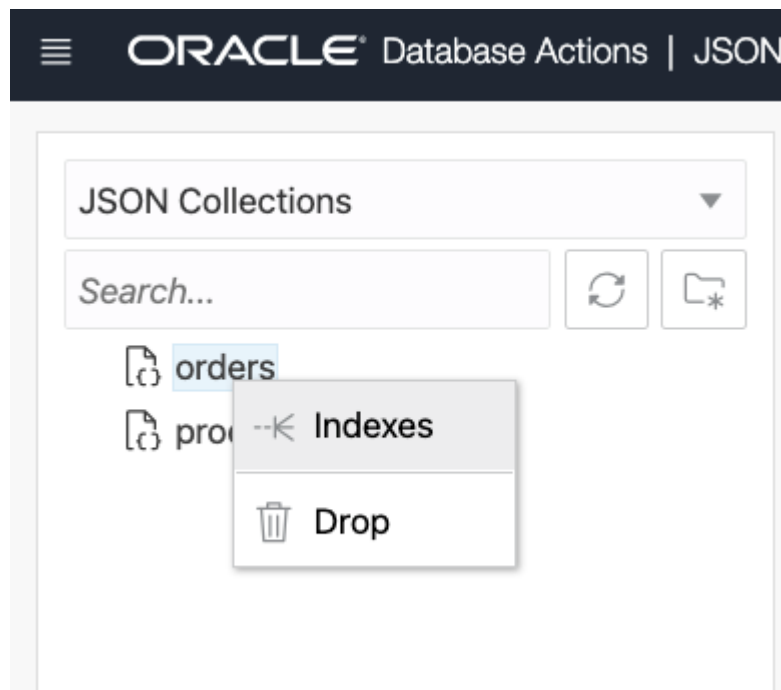 ORACLE Database Actions | JSON
JSON Collections
Search...
orders
Indexes
Drop